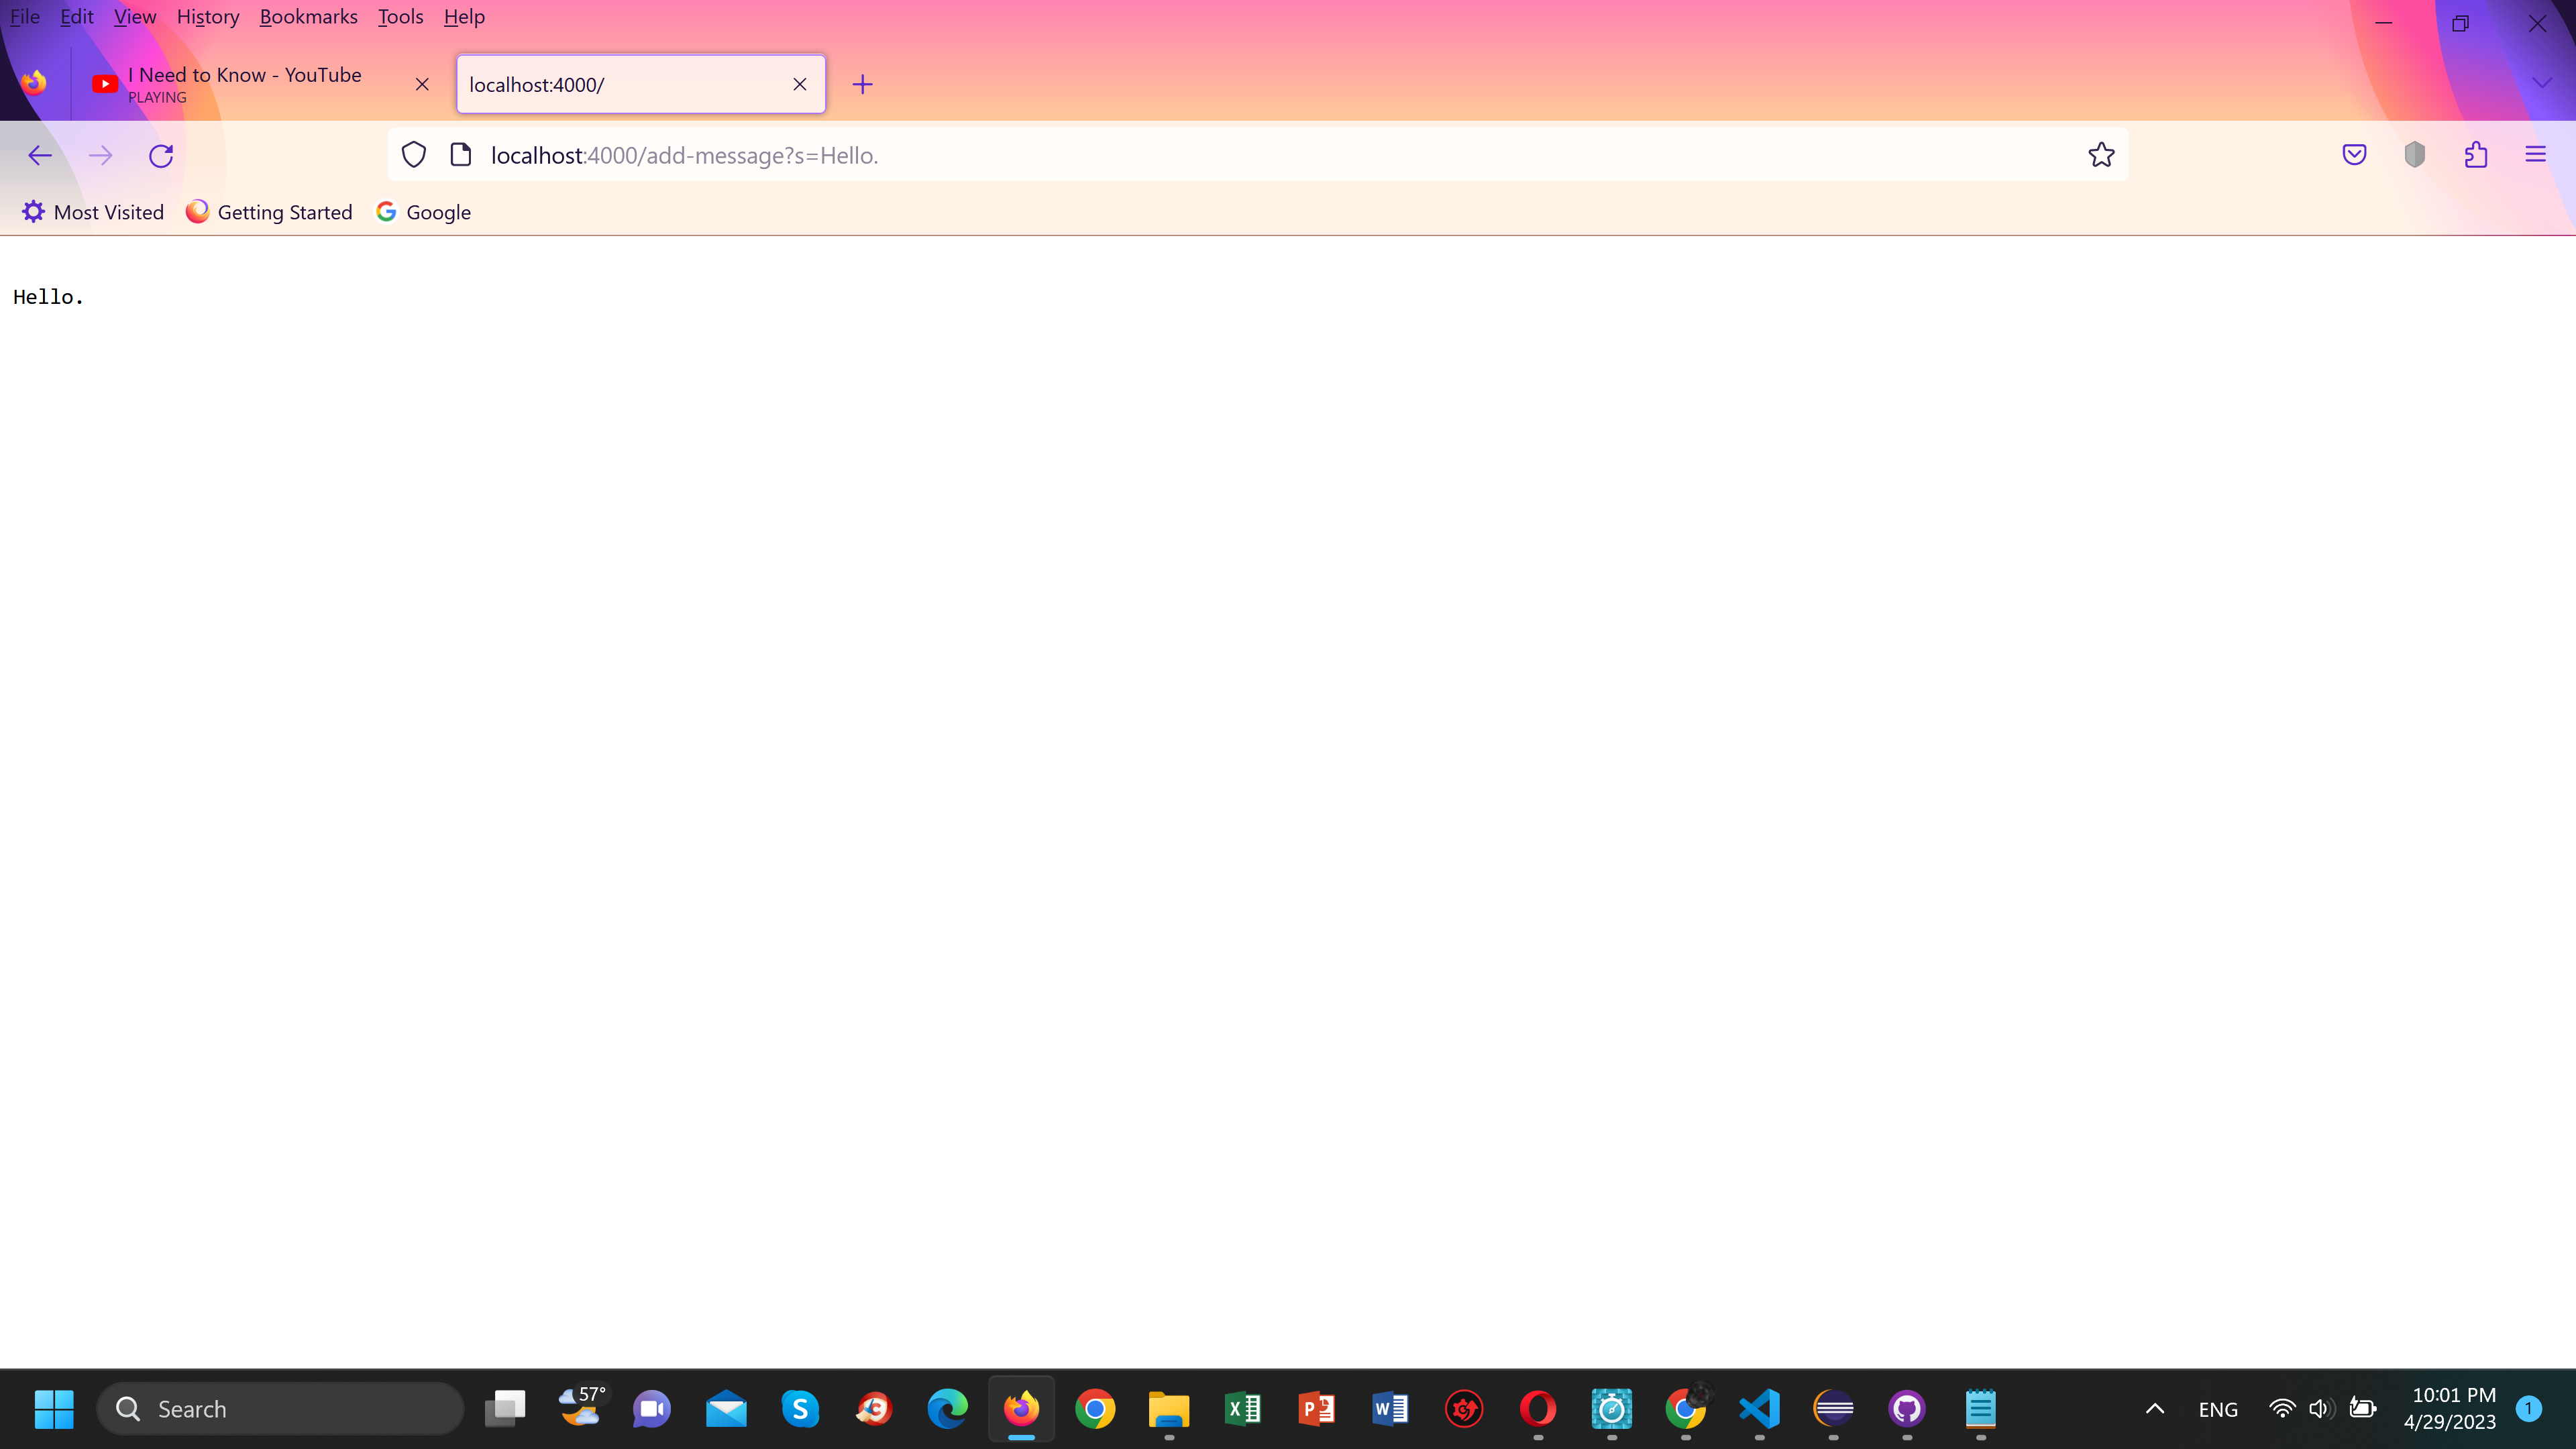 File Edit View History Bookmarks Tools Help
I Need to Know - YouTube
PLAYING
localhost:4000/
localhost:4000/add-message?s=Hello.
Most Visited Getting Started Google
Hello.
Search
57°
ENG
10:01 PM
4/29/2023
1